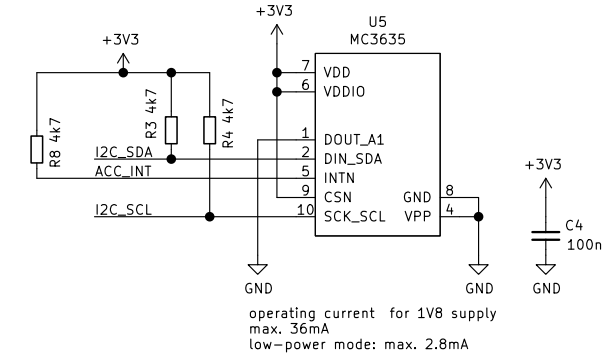 +3V3
U5
MC3635
+3V3
7 VDD
6 VDDIO
R8 4k7
R3 4k7
R4 4k7
1 DOUT_A1
I2C_SDA 2 DIN_SDA
ACC_INT 5 INTN
9 CSN GND 8
I2C_SCL 10 SCK_SCL VPP 4
+3V3
C4
100n
GND
GND
GND
operating current for 1V8 supply
max. 36mA
low-power mode: max. 2.8mA